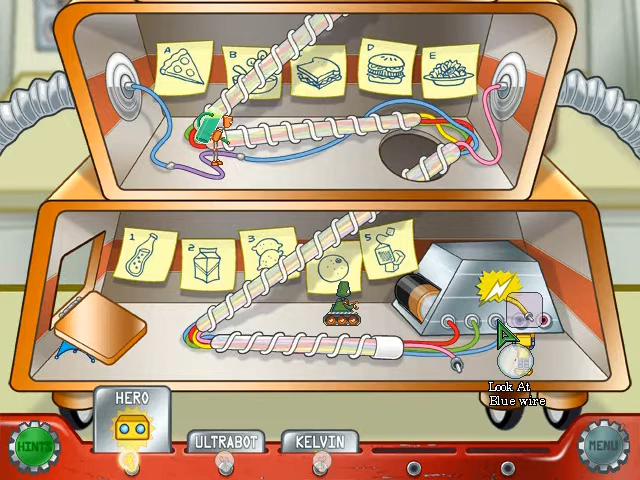 A
B
D
E
1
2
3
5
Look At
Blue wire
HERO
ULTRABOT
KELVIN
HINTS
MENU